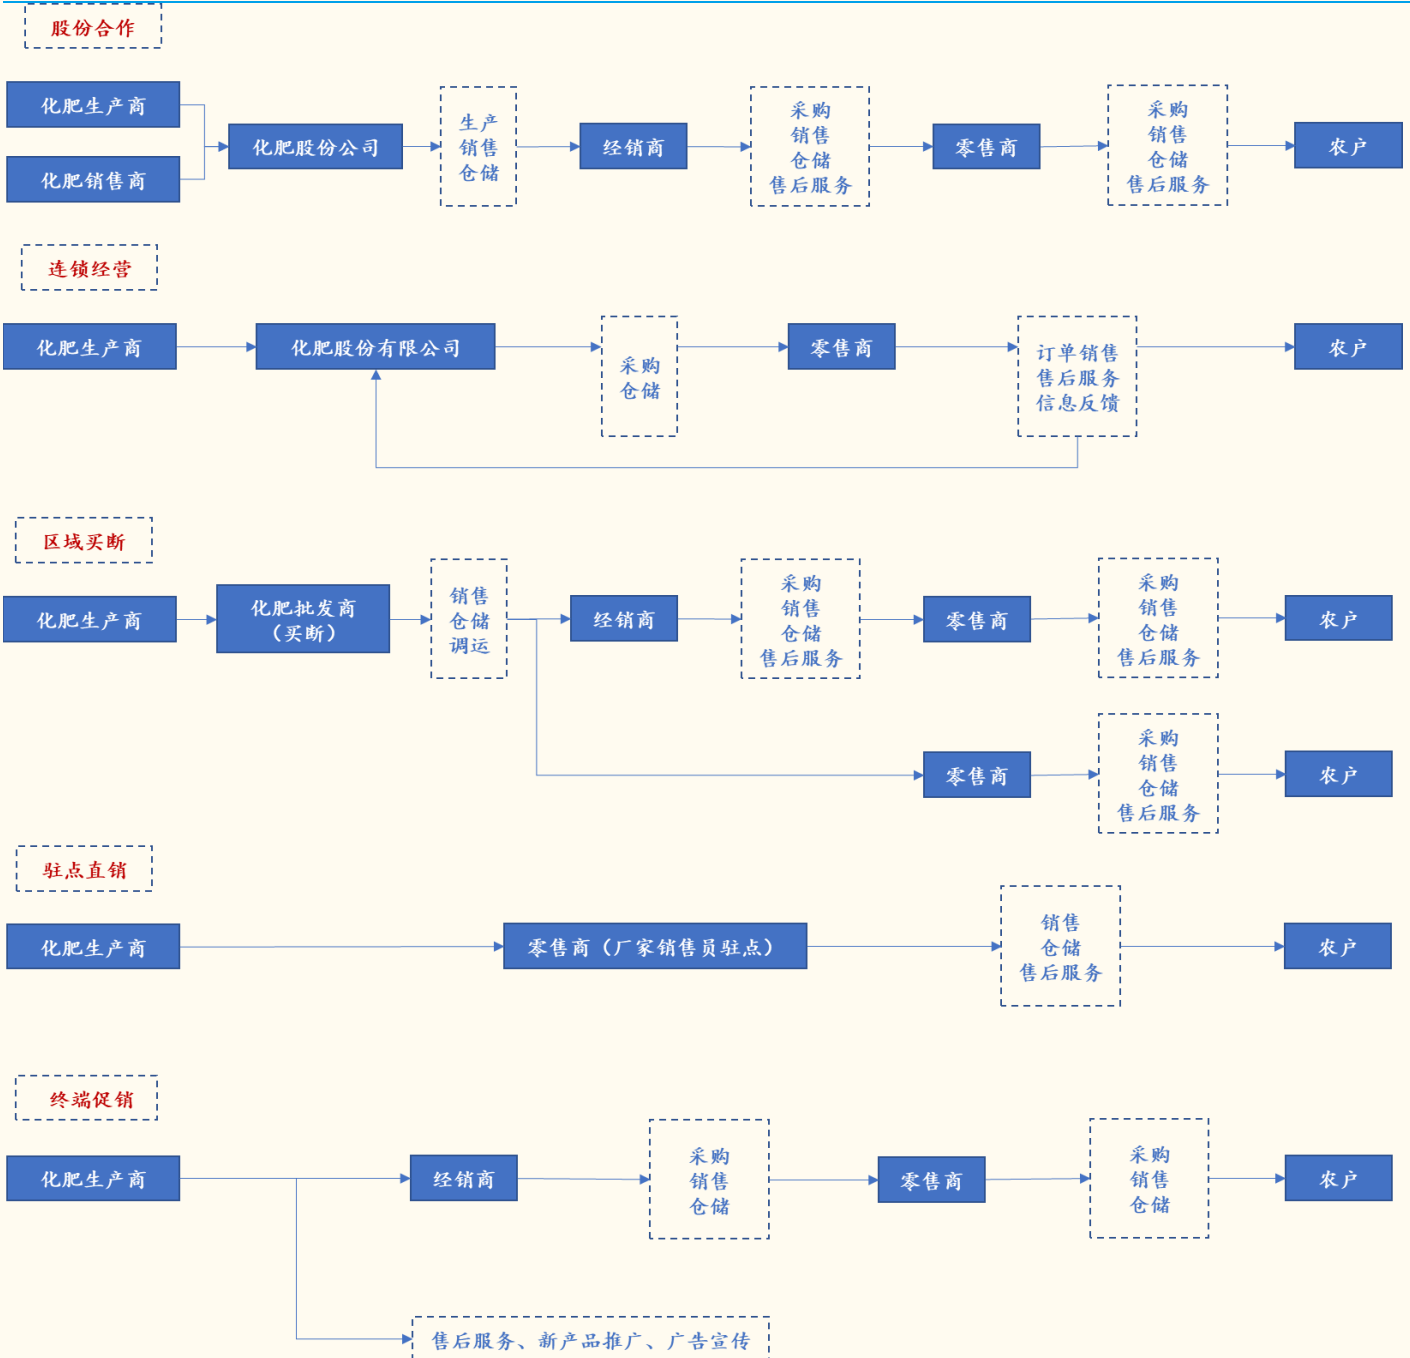 股份合作
化肥生产商
化肥销售商
化肥股份公司
生产
销售
仓储
经销商
采购
销售
仓储
售后服务
零售商
采购
销售
仓储
售后服务
农户
连锁经营
化肥生产商
化肥股份有限公司
采购
仓储
零售商
订单销售
售后服务
信息反馈
农户
区域买断
化肥生产商
化肥批发商
（买断）
销售
仓储
调运
经销商
采购
销售
仓储
售后服务
零售商
采购
销售
仓储
售后服务
农户
零售商
采购
销售
仓储
售后服务
农户
驻点直销
化肥生产商
零售商（厂家销售员驻点）
销售
仓储
售后服务
农户
终端促销
化肥生产商
经销商
采购
销售
仓储
零售商
采购
销售
仓储
农户
售后服务、新产品推广、广告宣传